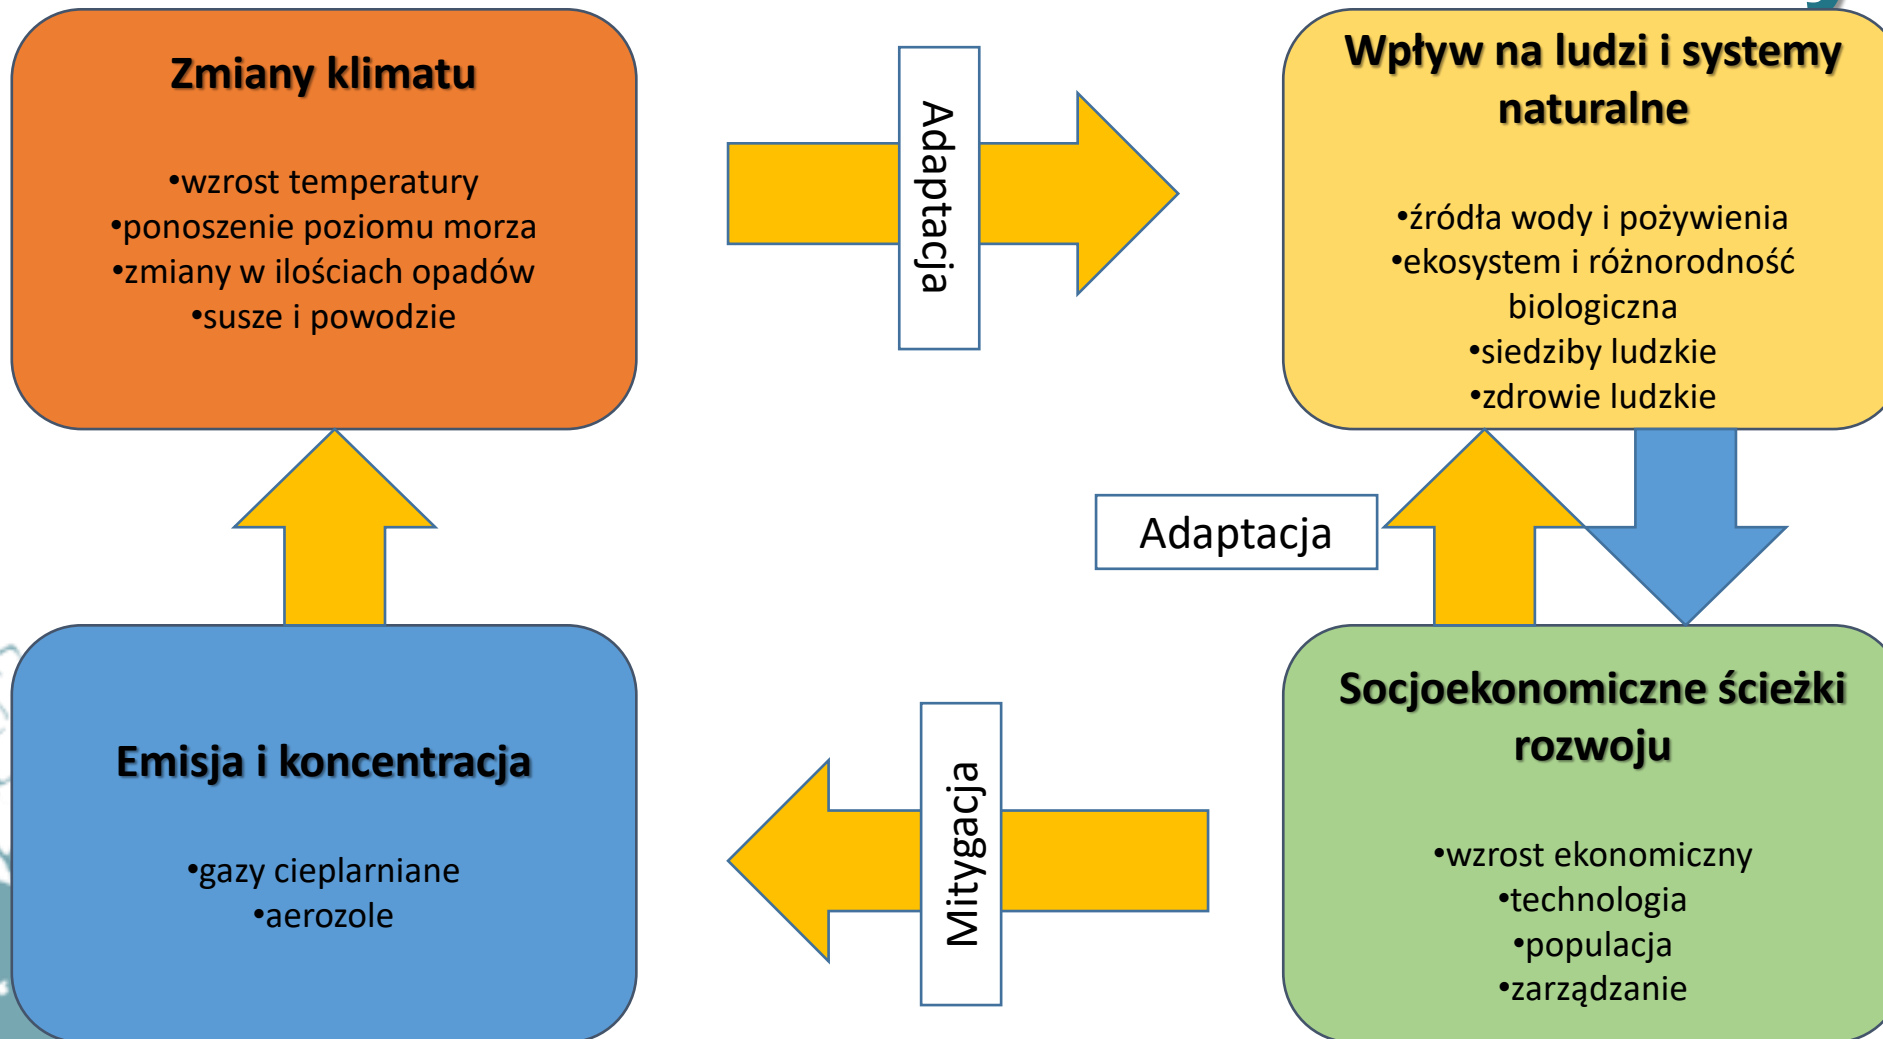 Zmiany klimatu
•wzrost temperatury
•ponoszenie poziomu morza
•zmiany w ilościach opadów
•susze i powodzie
Adaptacja
Wpływ na ludzi i systemy
naturalne
•źródła wody i pożywienia
•ekosystem i różnorodność
biologiczna
•siedziby ludzkie
•zdrowie ludzkie
Adaptacja
Emisja i koncentracja
•gazy cieplarniane
•aerozole
Mitygacja
Socjoekonomiczne ścieżki
rozwoju
•wzrost ekonomiczny
•technologia
•populacja
•zarządzanie